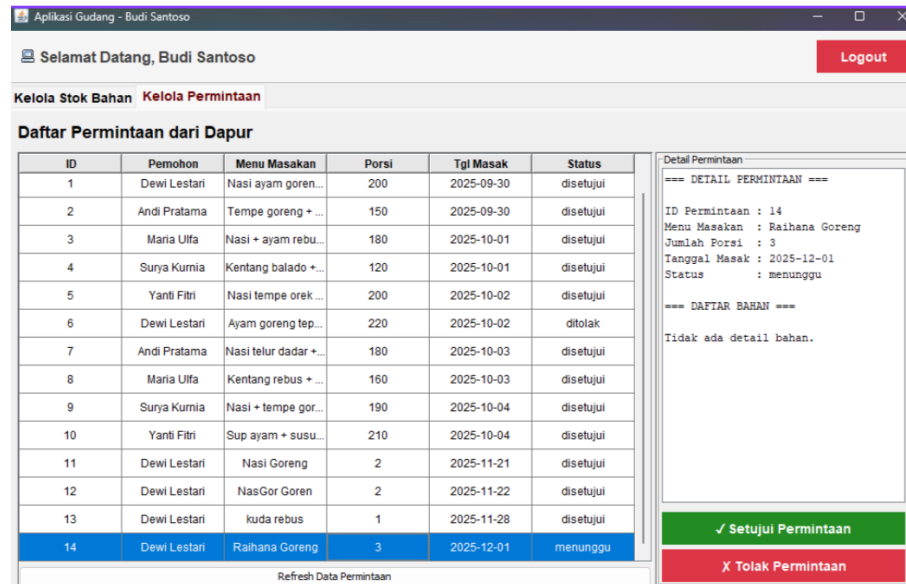 Aplikasi Gudang - Budi Santoso
Selamat Datang, Budi Santoso
Logout
Kelola Stok Bahan Kelola Permintaan
Daftar Permintaan dari Dapur
ID Pemohon Menu Masakan Porsi Tgl Masak Status
1 Dewi Lestari Nasi ayam goren... 200 2025-09-30 disetujui
2 Andi Pratama Tempe goreng + ... 150 2025-09-30 disetujui
3 Maria Ulfa Nasi + ayam rebu... 180 2025-10-01 disetujui
4 Surya Kurnia Kentang balado +... 120 2025-10-01 disetujui
5 Yanti Fitri Nasi tempe orek ... 200 2025-10-02 disetujui
6 Dewi Lestari Ayam goreng tep... 220 2025-10-02 ditolak
7 Andi Pratama Nasi telur dadar +... 180 2025-10-03 disetujui
8 Maria Ulfa Kentang rebus + ... 160 2025-10-03 disetujui
9 Surya Kurnia Nasi + tempe gor... 190 2025-10-04 disetujui
10 Yanti Fitri Sup ayam + susu... 210 2025-10-04 disetujui
11 Dewi Lestari Nasi Goreng 2 2025-11-21 disetujui
12 Dewi Lestari NasGor Goren 2 2025-11-22 disetujui
13 Dewi Lestari kuda rebus 1 2025-11-28 disetujui
14 Dewi Lestari Raihana Goreng 3 2025-12-01 menunggu
Refresh Data Permintaan
Detail Permintaan
=== DETAIL PERMINTAAN ===
ID Permintaan : 14
Menu Masakan : Raihana Goreng
Jumlah Porsi : 3
Tanggal Masak : 2025-12-01
Status : menunggu
=== DAFTAR BAHAN ===
Tidak ada detail bahan.
✓ Setujui Permintaan
✗ Tolak Permintaan